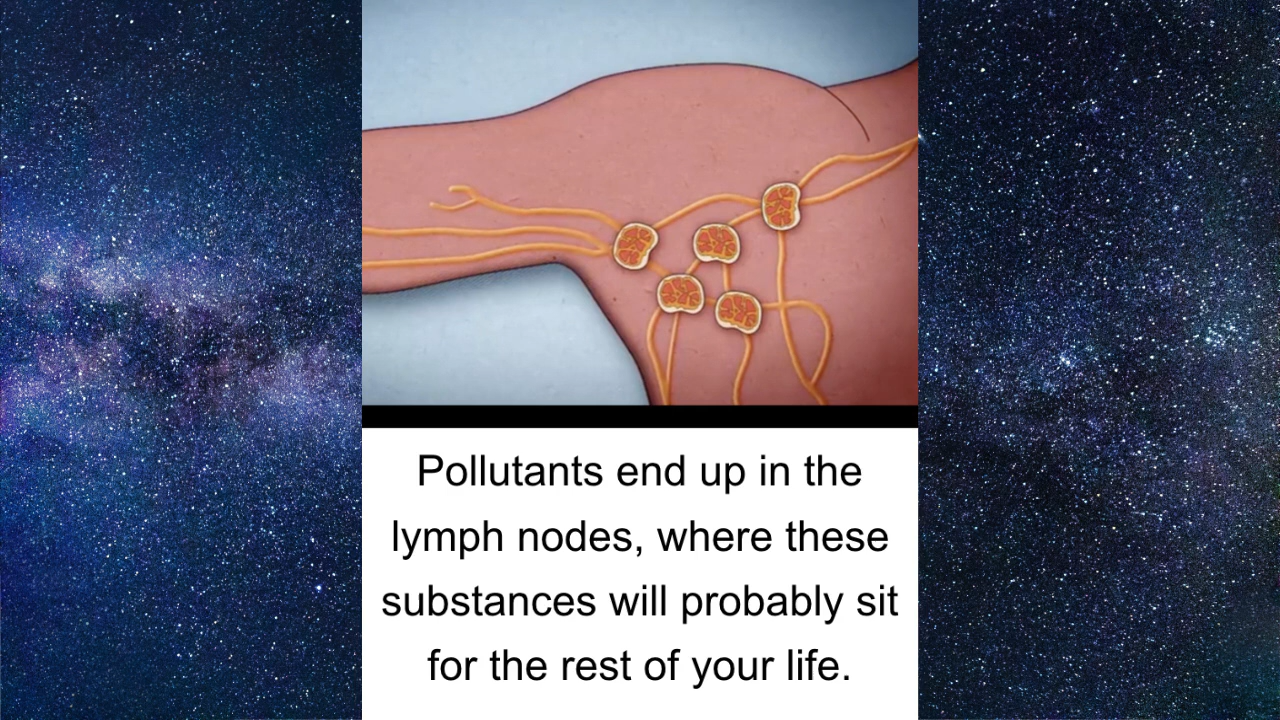 Pollutants end up in the
lymph nodes, where these
substances will probably sit
for the rest of your life.